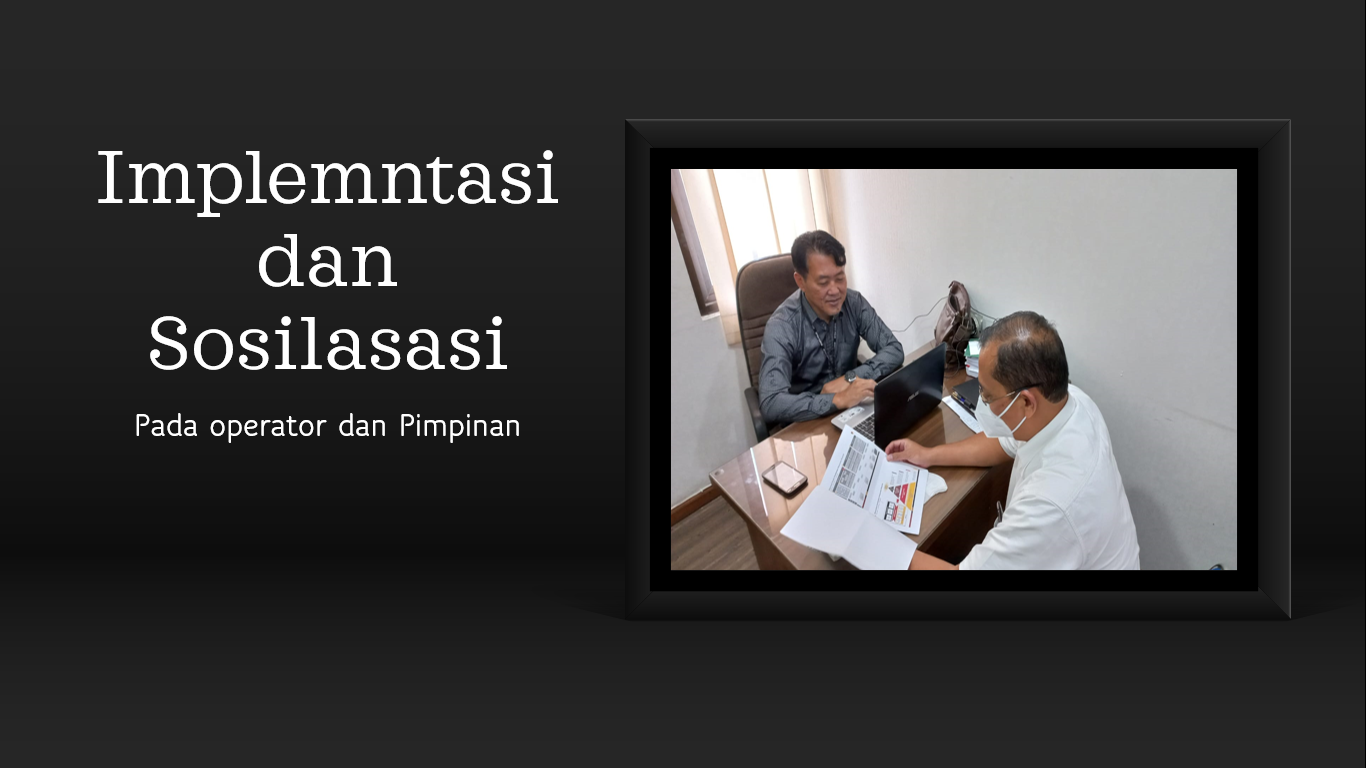 Implemntasi
dan
Sosilasasi
Pada operator dan Pimpinan